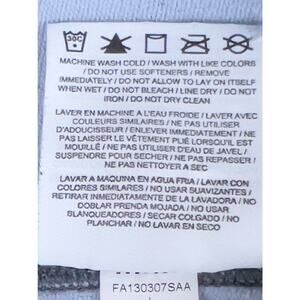 30C
MACHINE WASH COLD / WASH WITH LIKE COLORS
/ DO NOT USE SOFTENERS / REMOVE
IMMEDIATELY / DO NOT ALLOW TO LAY ON ITSELF
WHEN WET / DO NOT BLEACH / LINE DRY / DO NOT
IRON / DO NOT DRY CLEAN
LAVER EN MACHINE À L'EAU FROIDE / LAVER AVEC
COULEURS SIMILAIRES / NE PAS UTILISER
D'ADOUCISSEUR / ENLEVER IMMEDIATEMENT / NE
LAISSER PAS LE VÊTEMENT PLIÉ LORSQU'IL EST
MOUILLÉ / NE PAS UTILISER D'EAU DE JAVEL /
SUSPENDRE POUR SECHER / NE PAS REPASSER /
NE PAS NETTOYER À SEC
LAVAR A MAQUINA EN AGUA FRIA / LAVAR CON
COLORES SIMILARES / NO USAR SUAVIZANTES /
RETIRAR INMEDIATAMENTE DE LA LAVADORA / NO
DOBLAR PRENDA MOJADA / NO USAR
BLANQUEADORES / SECAR COLGADO / NO
PLANCHAR / NO LAVAR EN SECO
FA130307SAA